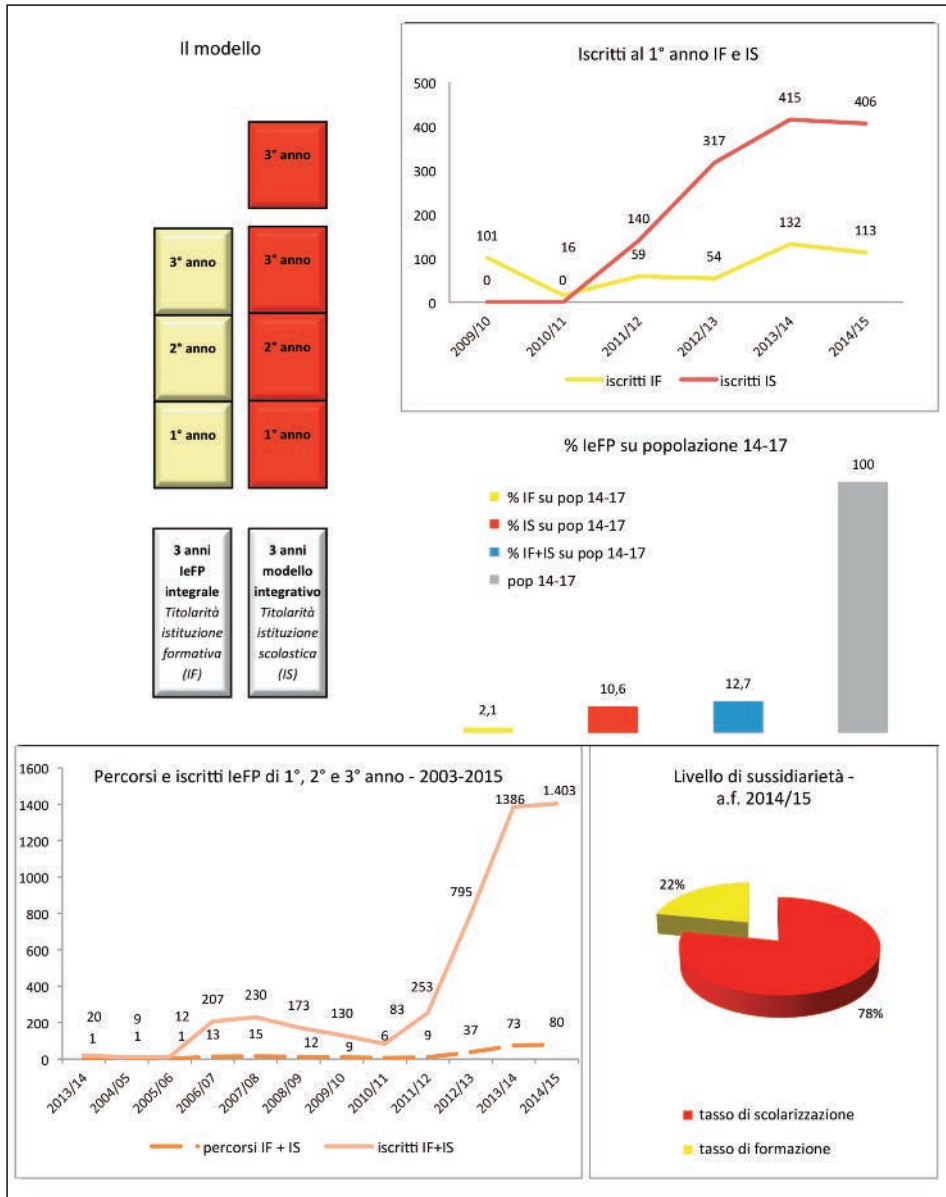 Il modello
3° anno
3° anno
3° anno
2° anno
2° anno
1° anno
1° anno
3 anni
IeFP
integrale
Titolarità
istituzione
formativa
(IF)
3 anni
modello
integrativo
Titolarità
istituzione
scolastica
(IS)
Iscritti al 1° anno IF e IS
500
400
300
200
100
0
415
406
317
140
132
113
101
16
59
54
0
0
2009/10
2010/11
2011/12
2012/13
2013/14
2014/15
iscritti IF
iscritti IS
% IeFP su popolazione 14-17
% IF su pop 14-17
% IS su pop 14-17
% IF+IS su pop 14-17
pop 14-17
2,1
10,6
12,7
100
Percorsi e iscritti IeFP di 1°, 2° e 3° anno - 2003-2015
1600
1400
1200
1000
800
600
400
200
0
20
9
12
207
230
173
130
83
253
795
1386
1.403
1
1
1
13
15
12
9
6
9
37
73
80
2013/14
2004/05
2005/06
2006/07
2007/08
2008/09
2009/10
2010/11
2011/12
2012/13
2013/14
2014/15
percorsi IF + IS
iscritti IF+IS
Livello di sussidiarietà -
a.f. 2014/15
22%
78%
tasso di scolarizzazione
tasso di formazione